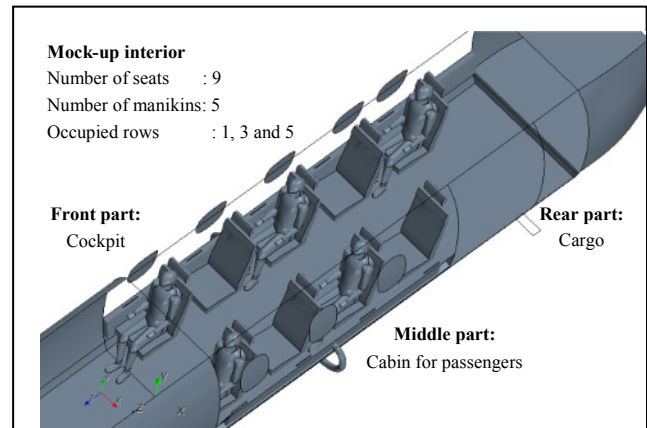 Mock-up interior
Number of seats : 9
Number of manikins: 5
Occupied rows : 1, 3 and 5
Front part:
Cockpit
Rear part:
Cargo
Middle part:
Cabin for passengers